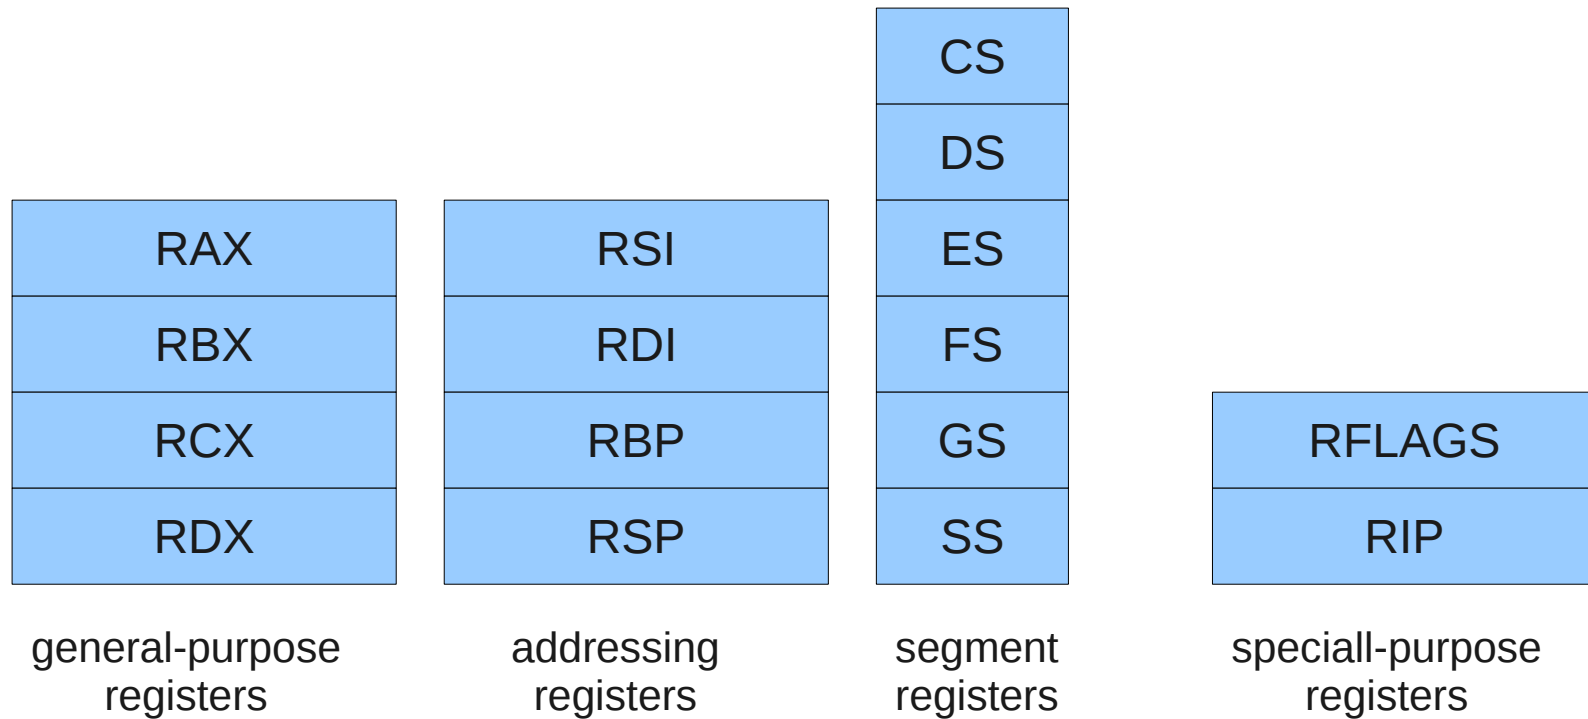 RAX
RBX
RCX
RDX
general-purpose
registers
RSI
RDI
RBP
RSP
addressing
registers
CS
DS
ES
FS
GS
SS
segment
registers
RFLAGS
RIP
speciall-purpose
registers